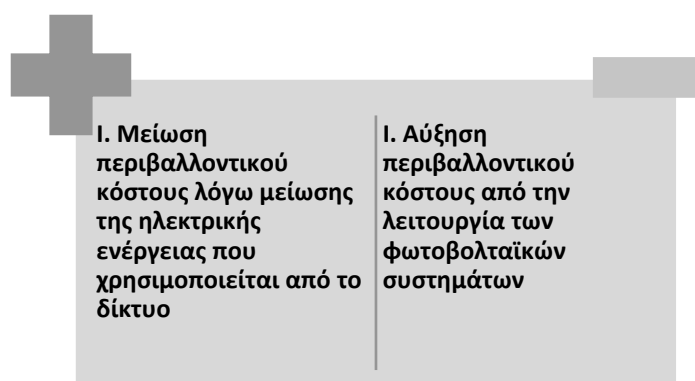 Ι. Μείωση
περιβαλλοντικού
κόστους λόγω μείωσης
της ηλεκτρικής
ενέργειας που
χρησιμοποιείται από το
δίκτυο
Ι. Αύξηση
περιβαλλοντικού
κόστους από την
λειτουργία των
φωτοβολταϊκών
συστημάτων